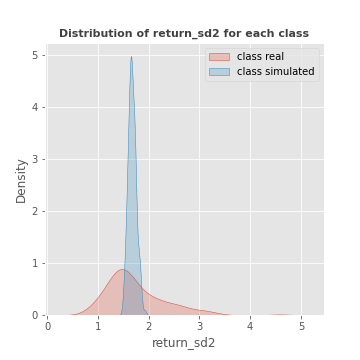 Distribution of return_sd2 for each class
class real
class simulated
5
4
3
2
1
0
Density
0 1 2 3 4 5
return_sd2